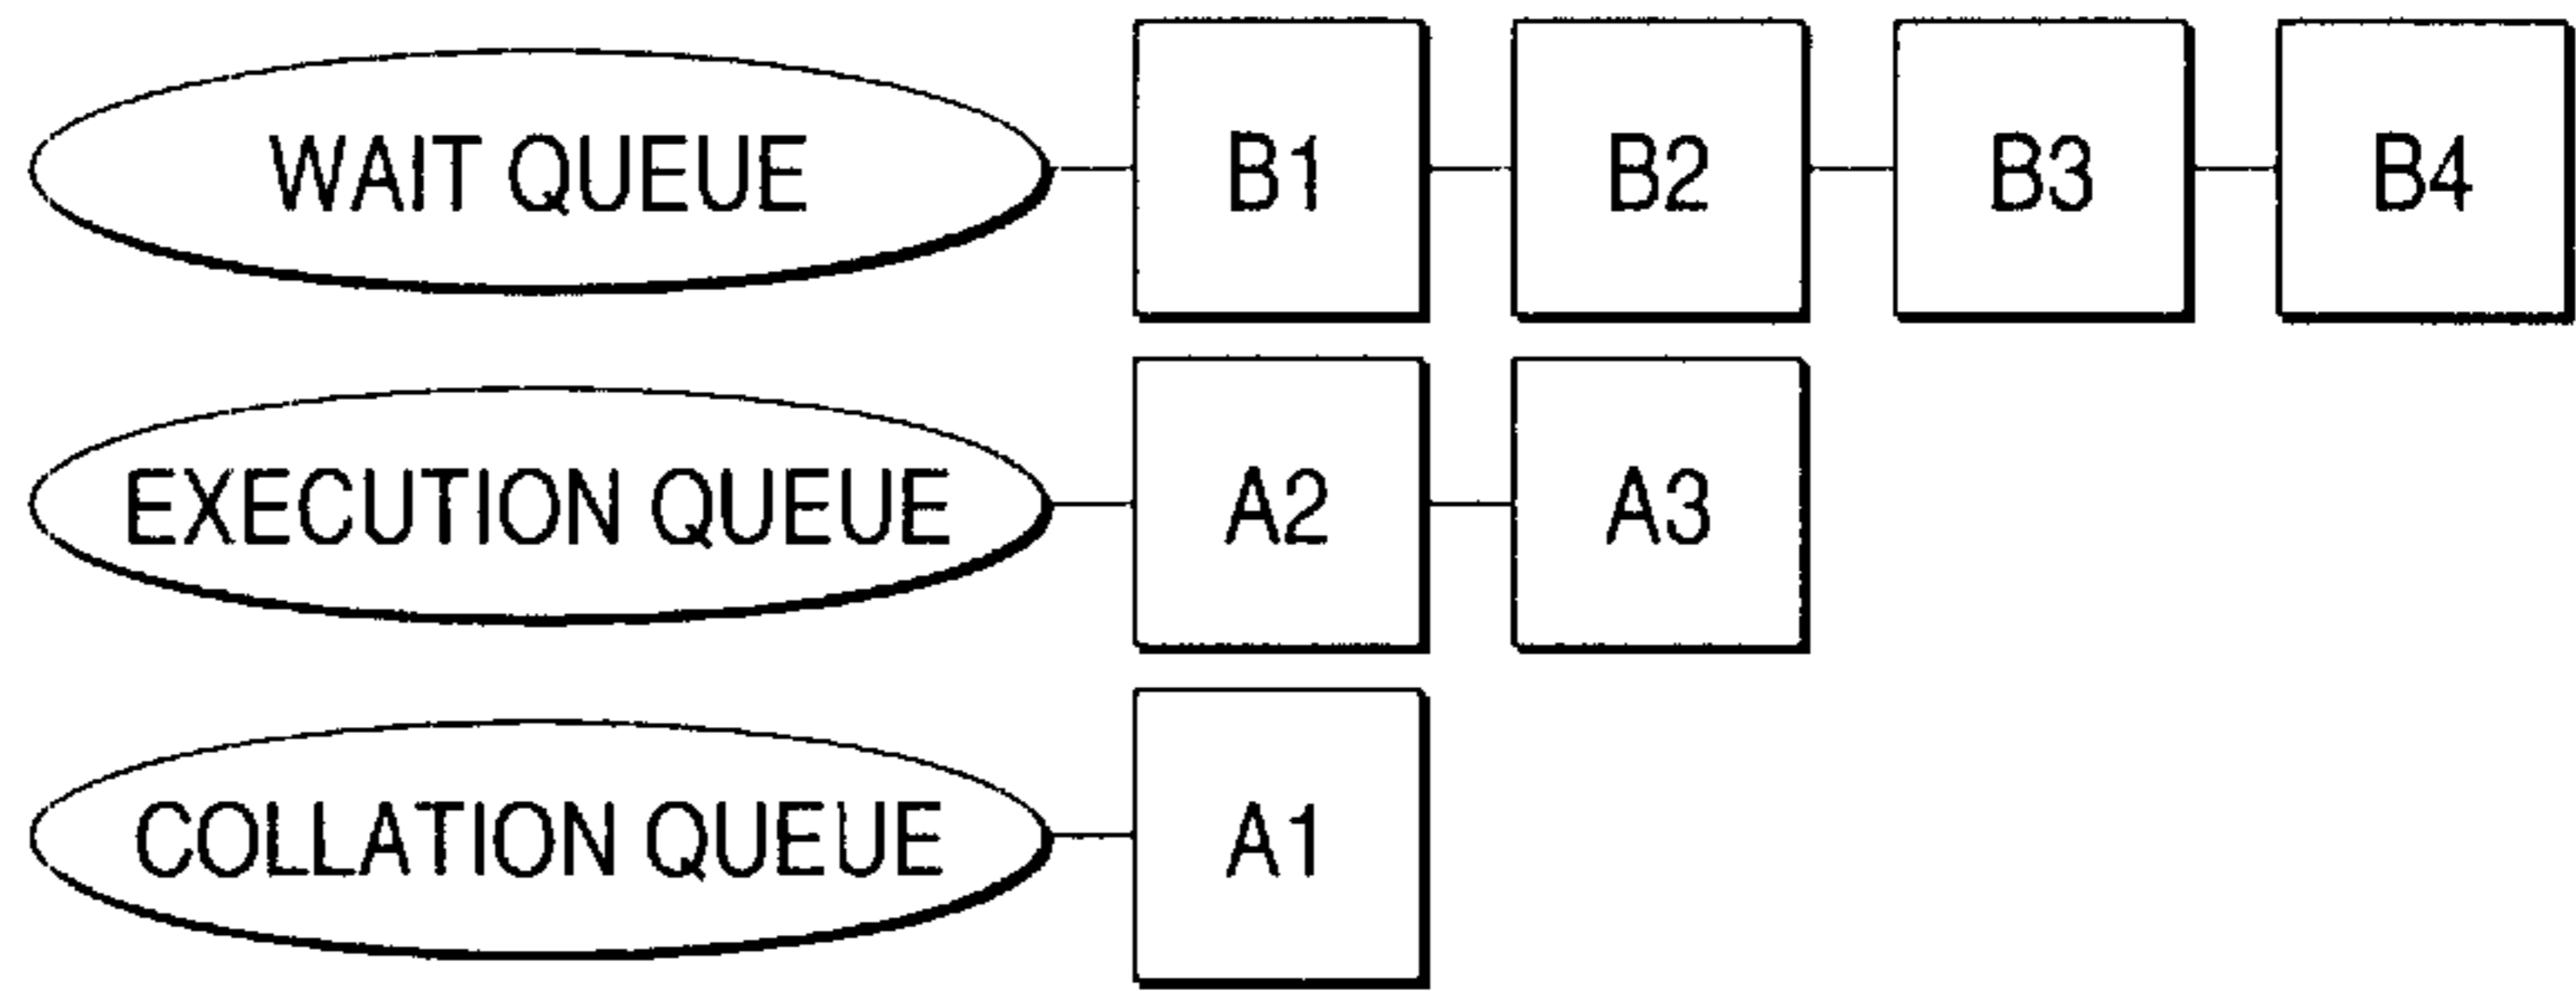 WAIT QUEUE B1 B2 B3 B4
EXECUTION QUEUE A2 A3
COLLATION QUEUE A1